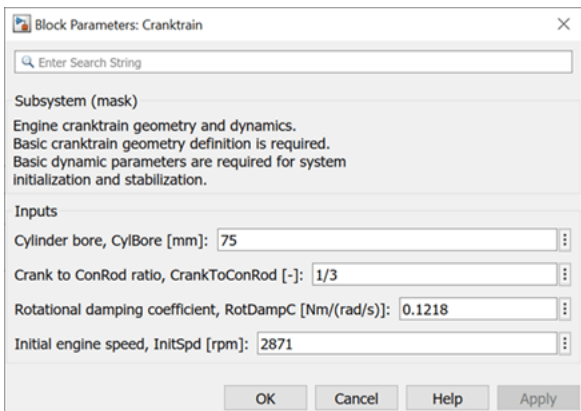 Block Parameters: Cranktrain
Enter Search String
Subsystem (mask)
Engine cranktrain geometry and dynamics.
Basic cranktrain geometry definition is required.
Basic dynamic parameters are required for system
initialization and stabilization.
Inputs
Cylinder bore, CylBore [mm]: 75
Crank to ConRod ratio, CrankToConRod [-]: 1/3
Rotational damping coefficient, RotDampC [Nm/(rad/s)]: 0.1218
Initial engine speed, InitSpd [rpm]: 2871
OK Cancel Help Apply